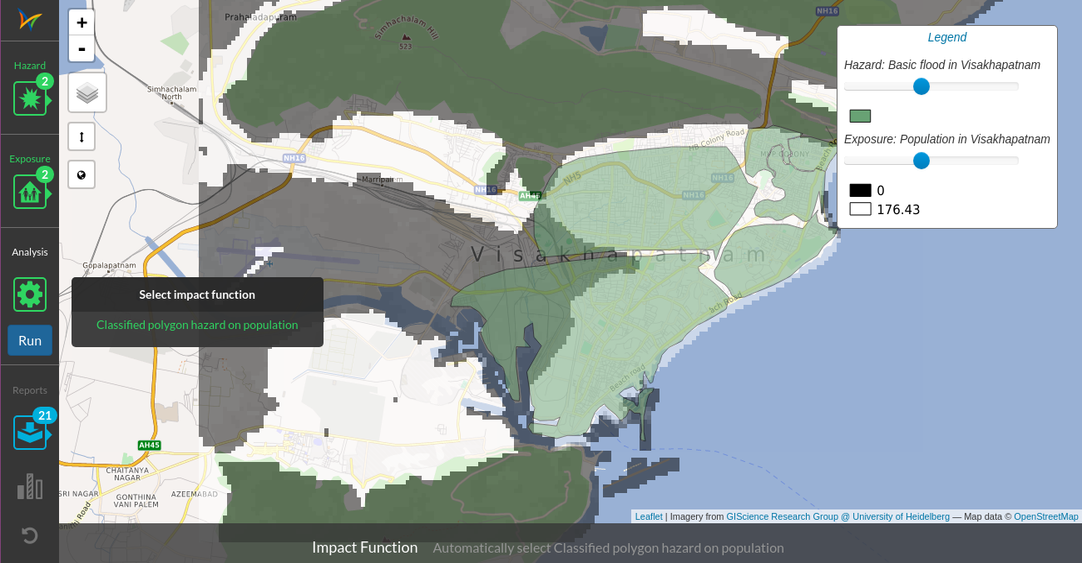 Hazard
2
Exposure
2
Analysis
Run
Reports
21
+
-
Select impact function
Classified polygon hazard on population
Prahaladapuram
Simhachalam Hill
523
NH16
Simhachalam
North
NH16
Marripalem
NH16
AH45
NH5
NH16
NH16
HB Colony Road
MVP COLONY
Visakhapatnam
Gopalapatnam
Beach Road
AH45
CHAITANYA
NAGAR
SRI NAGAR
GONTHINA
VANI PALEM
AZEEMABAD
Legend
Hazard: Basic flood in Visakhapatnam
Exposure: Population in Visakhapatnam
0
176.43
Leaflet | Imagery from GIScience Research Group @ University of Heidelberg — Map data © OpenStreetMap
Impact Function Automatically select Classified polygon hazard on population